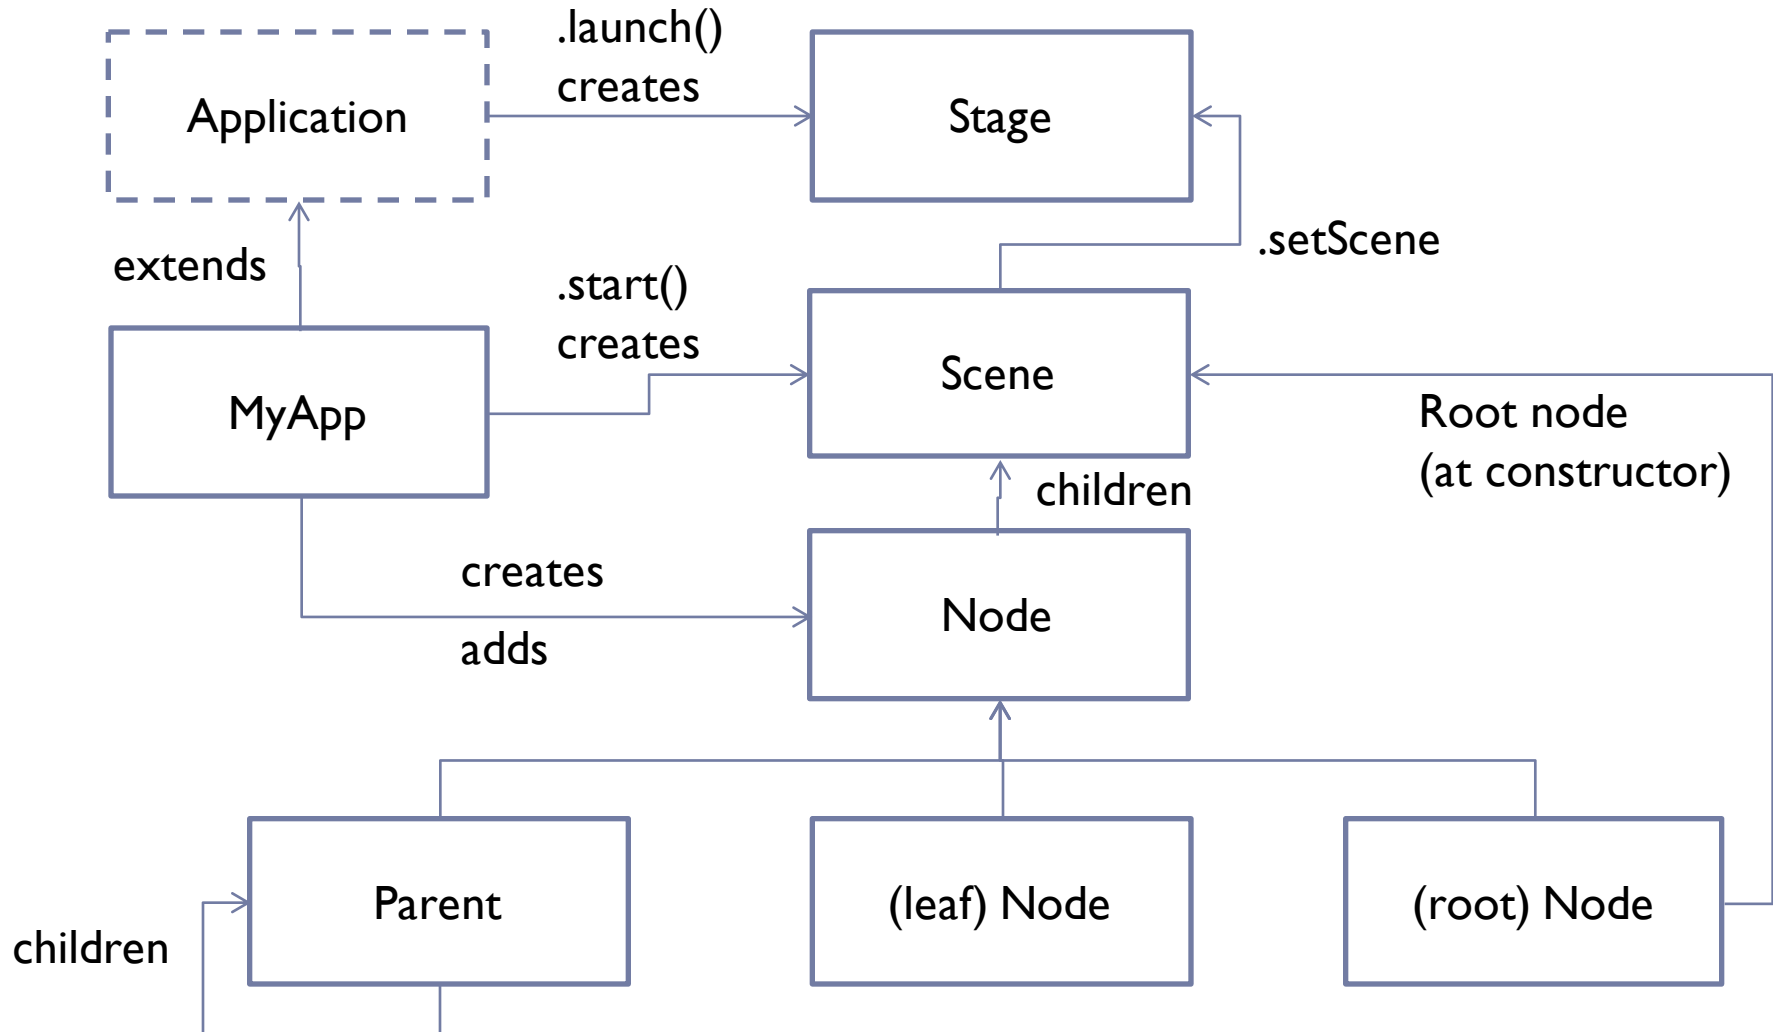 .launch()
creates
Application
Stage
extends
.setScene
.start()
creates
Scene
MyApp
Root node
(at constructor)
children
creates
Node
adds
Parent
(leaf) Node
(root) Node
children